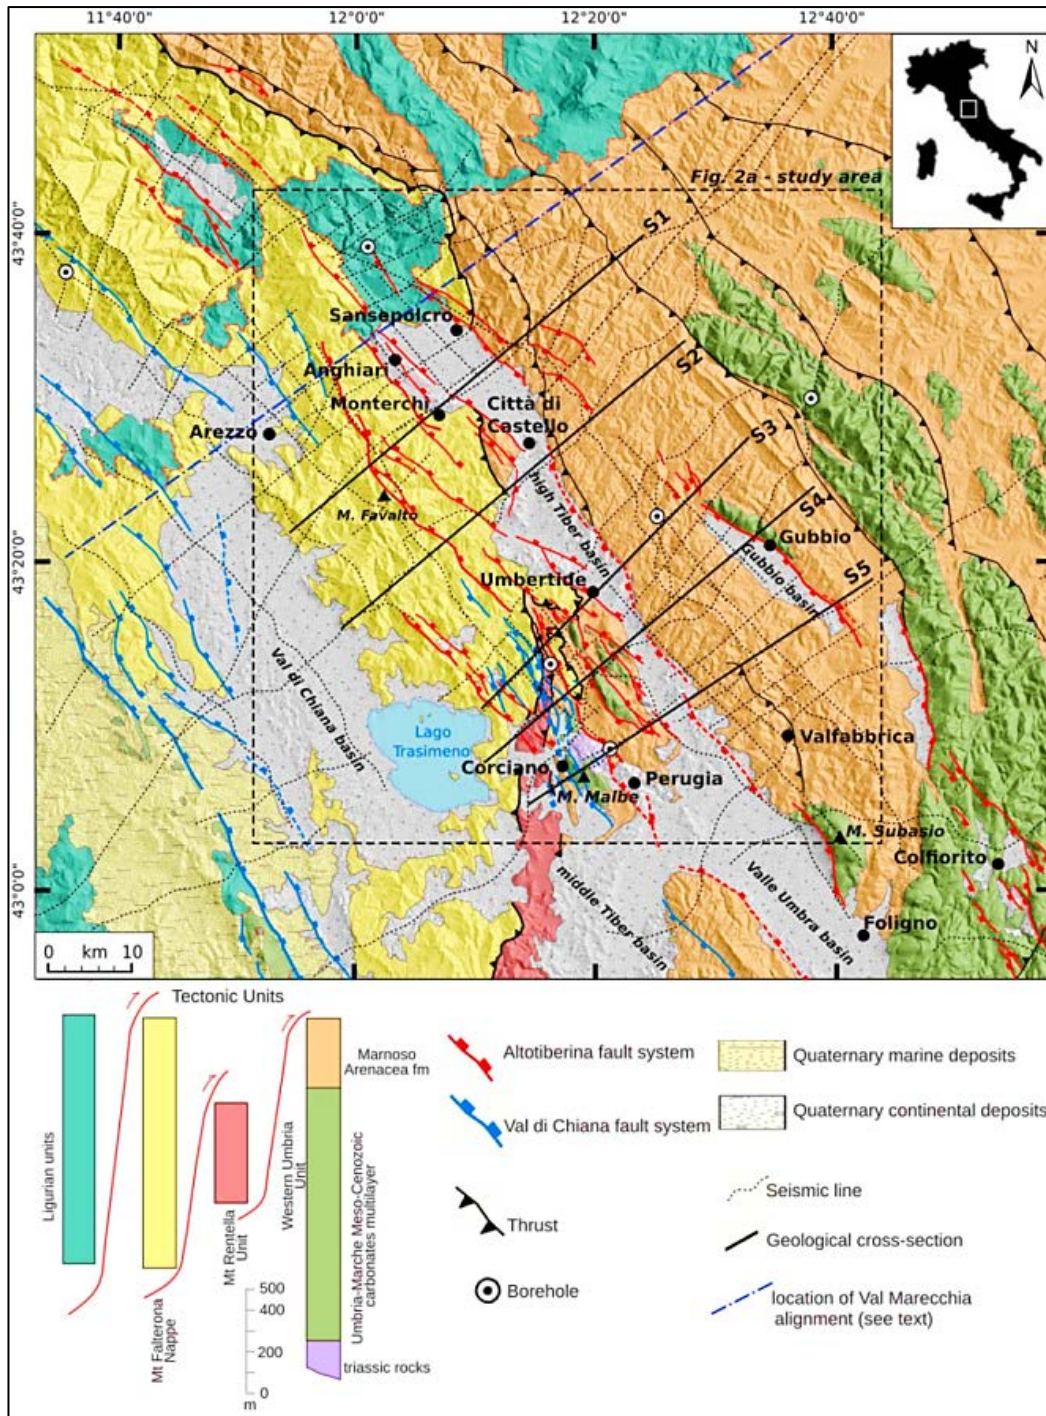 11°40'0"
12°0'0"
12°20'0"
12°40'0"
N
Fig. 2a - study area
43°40'0"
43°20'0"
43°0'0"
S1
S2
S3
S4
S5
Sansepolcro
Anghiari
Monterchi
Città di
Castello
Arezzo
M. Favalto
high Tiber basin
Gubbio
Gubbio basin
Umbertide
Val di Chiana basin
Lago
Trasimeno
Valfabbrica
Corciano
Perugia
M. Malbe
M. Subasio
Colfiorito
middle Tiber basin
Valle Umbra basin
Foligno
0 km 10
Tectonic Units
Ligurian units
Mt Falterona
Nappe
Mt Rentella
Unit
Western Umbria
Unit
Marnoso
Arenacea fm
Umbria-Marche Meso-Cenozoic
carbonates multilayer
triassic rocks
500
400
200
0
m
Altotiberina fault system
Val di Chiana fault system
Thrust
Borehole
Quaternary marine deposits
Quaternary continental deposits
Seismic line
Geological cross-section
location of Val Marecchia
alignment (see text)